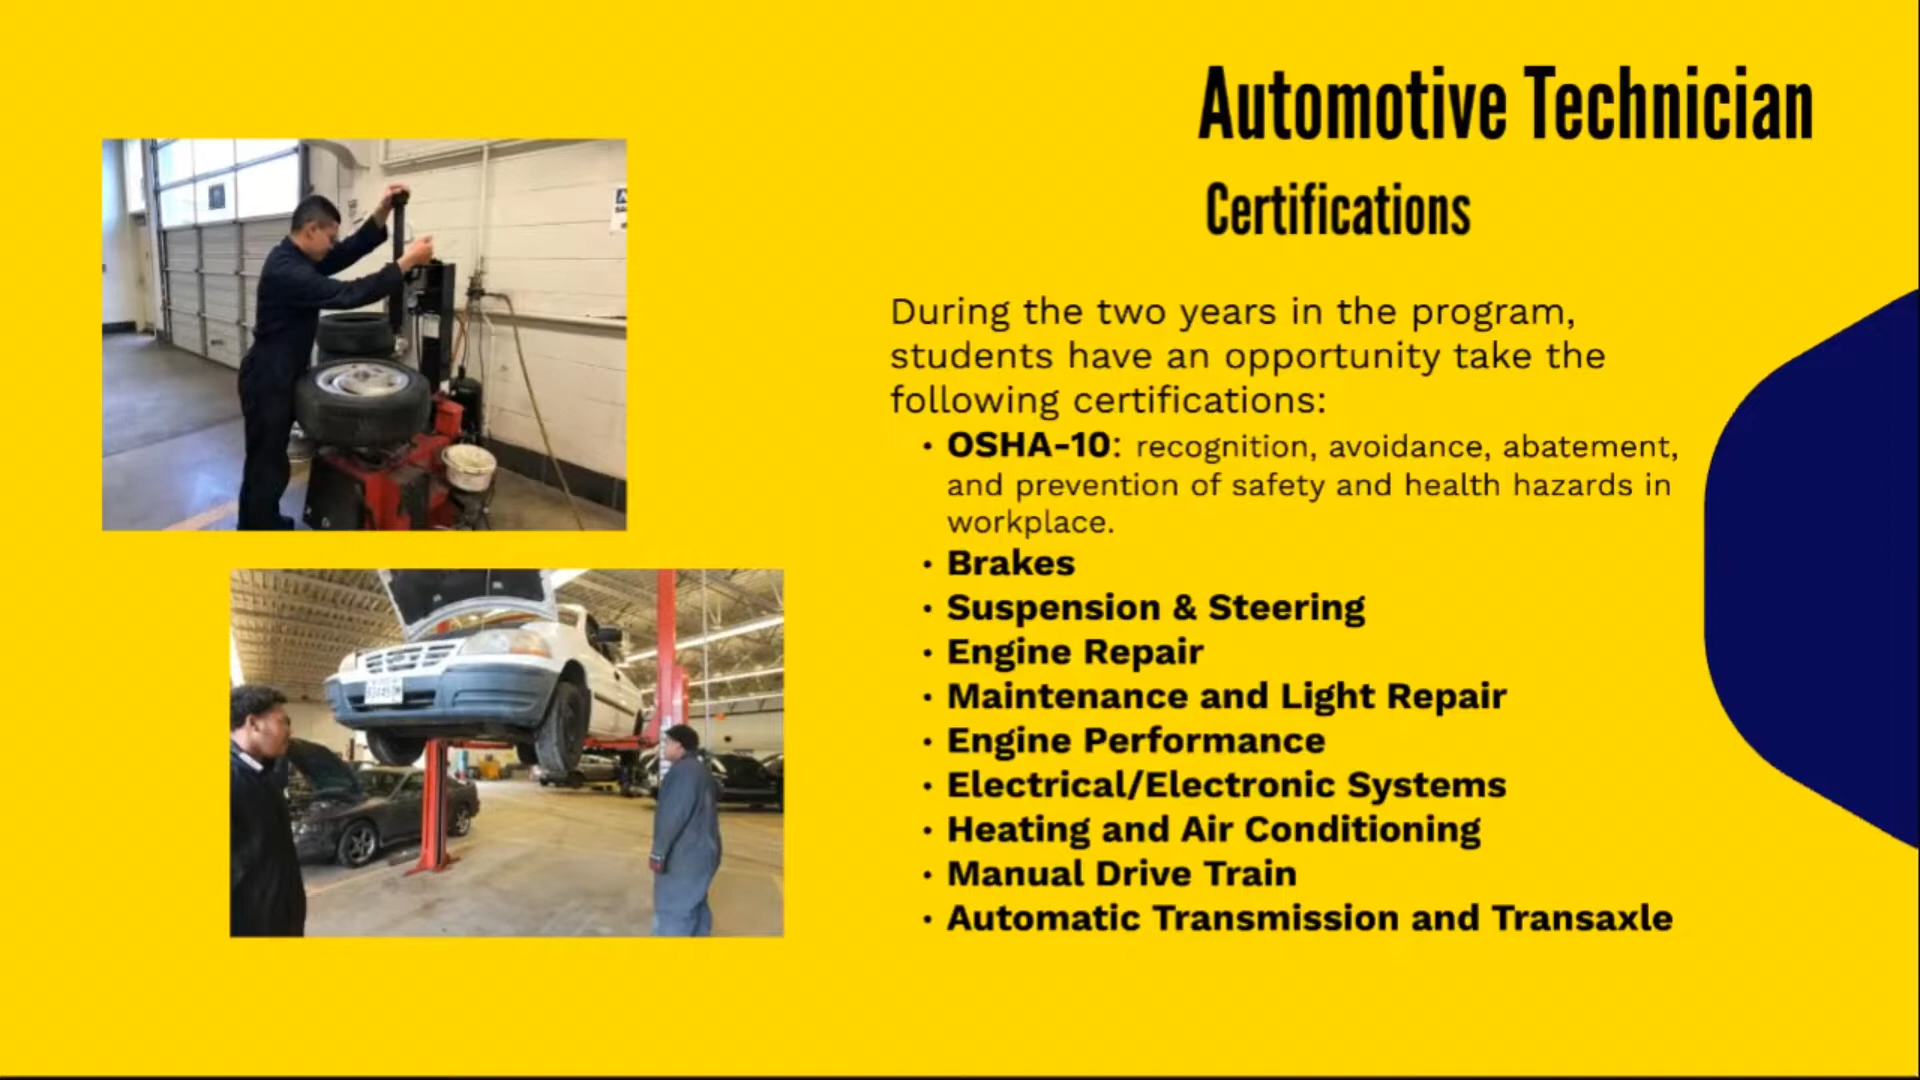 Automotive Technician
Certifications
During the two years in the program,
students have an opportunity take the
following certifications:
• OSHA-10: recognition, avoidance, abatement,
and prevention of safety and health hazards in
workplace.
• Brakes
• Suspension & Steering
• Engine Repair
• Maintenance and Light Repair
• Engine Performance
• Electrical/Electronic Systems
• Heating and Air Conditioning
• Manual Drive Train
• Automatic Transmission and Transaxle